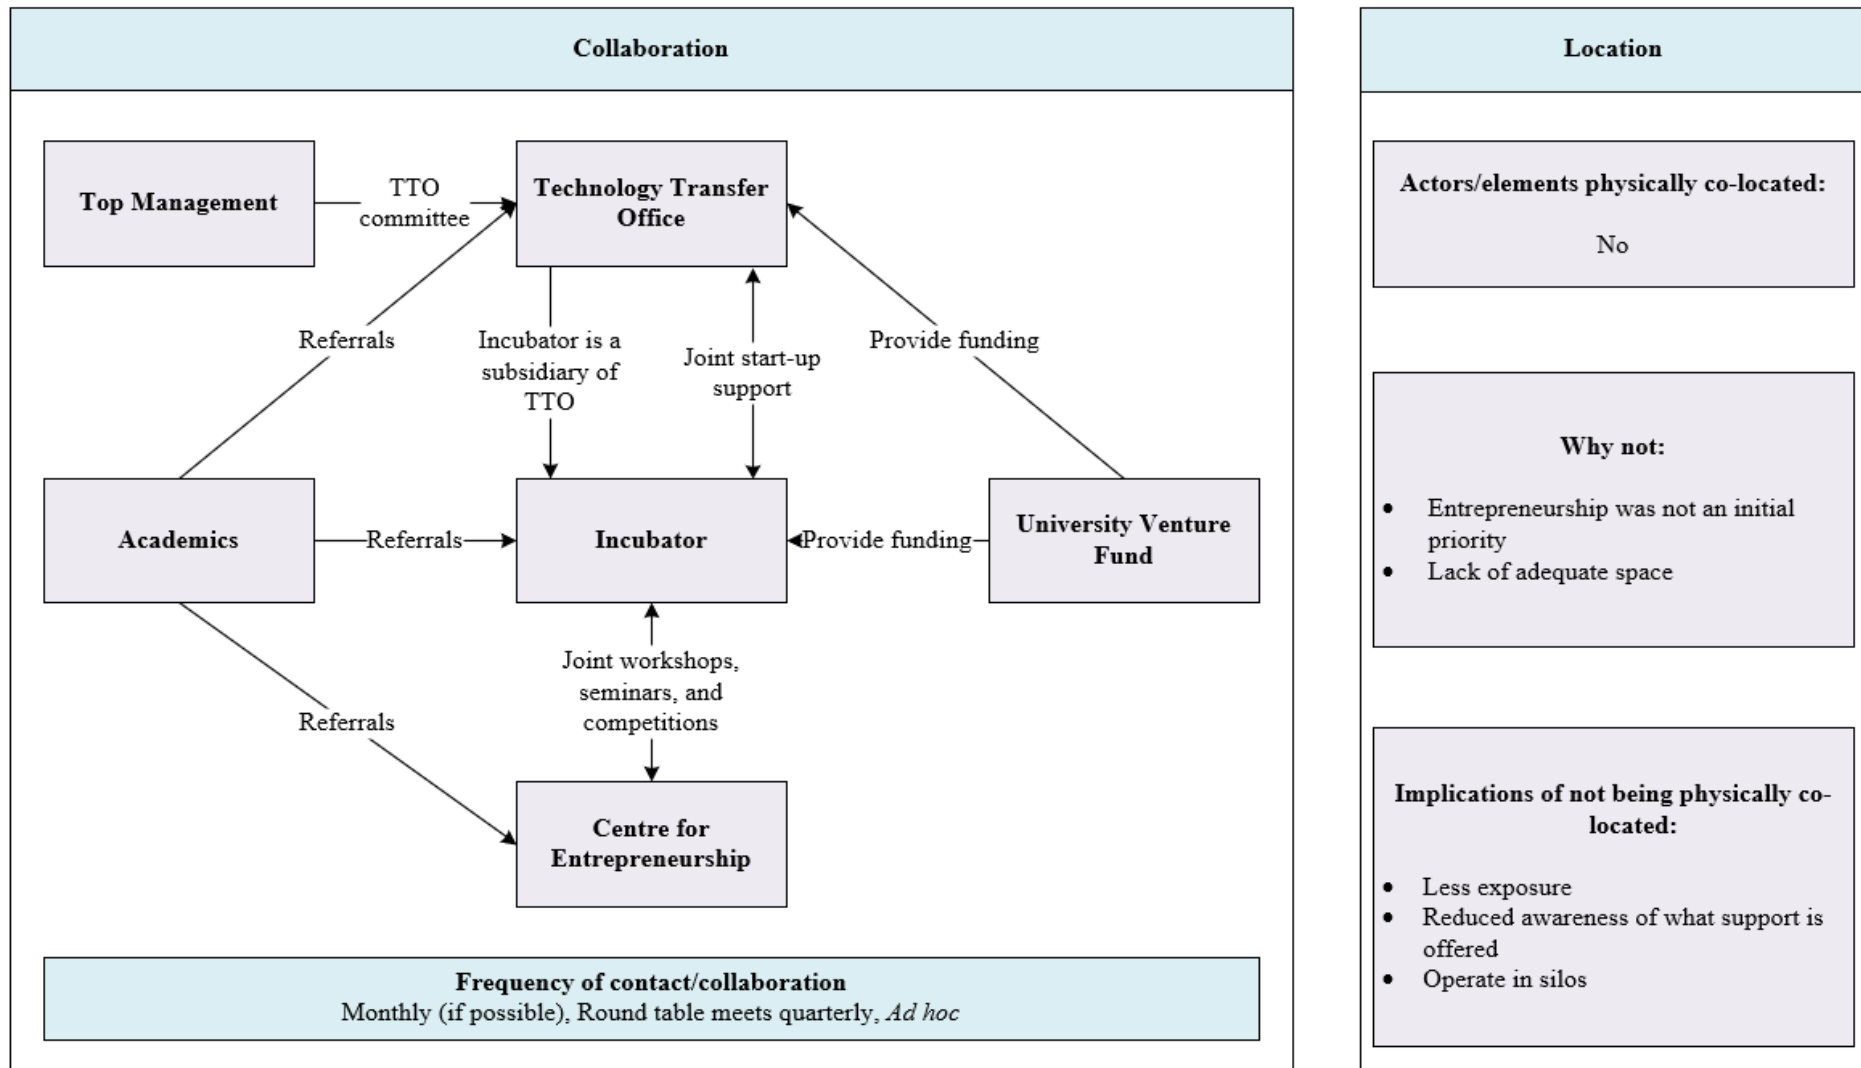 Collaboration
Top Management
TTO
committee
Technology Transfer
Office
Referrals
Incubator is a
subsidiary of
TTO
Joint start-up
support
Provide funding
Academics
Referrals
Incubator
Provide funding
University Venture
Fund
Joint workshops,
seminars, and
competitions
Referrals
Centre for
Entrepreneurship
Frequency of contact/collaboration
Monthly (if possible), Round table meets quarterly, Ad hoc
Location
Actors/elements physically co-located:
No
Why not:
• Entrepreneurship was not an initial
priority
• Lack of adequate space
Implications of not being physically co-
located:
• Less exposure
• Reduced awareness of what support is
offered
• Operate in silos